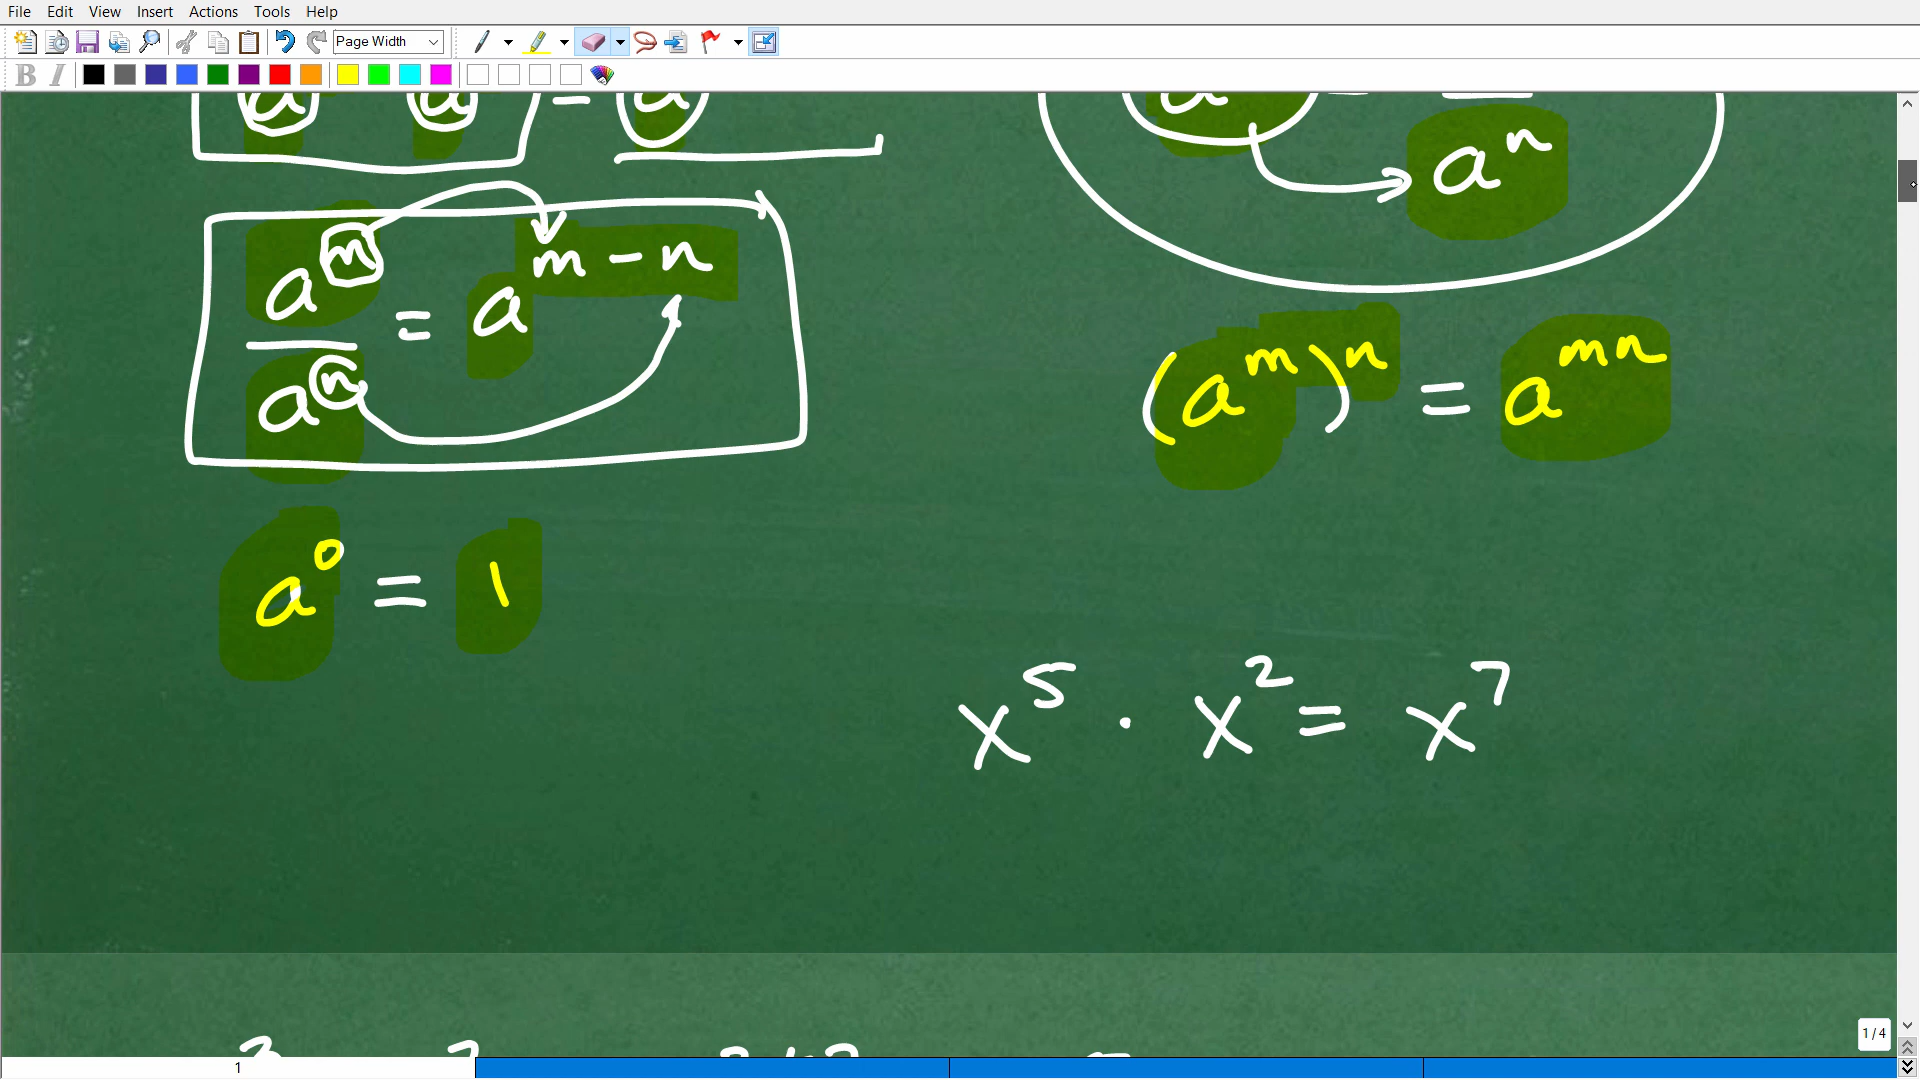 File Edit View Insert Actions Tools Help
Page Width
B I
a^n
a^m / a^n = a^(m-n)
(a^m)^n = a^mn
a^0 = 1
x^5 · x^2 = x^7
1 / 4
1